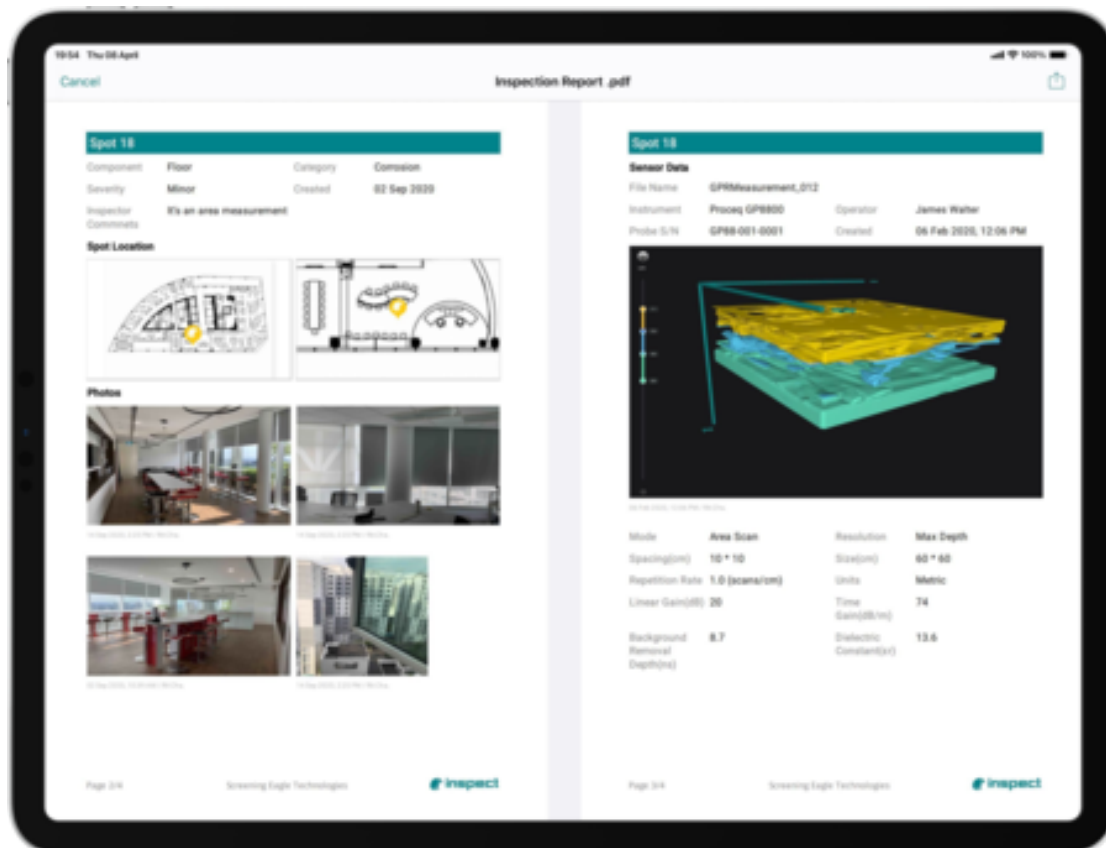 19:54 Thu 08 April
100%
Cancel
Inspection Report .pdf
Spot 18
Component Floor Category Corrosion
Severity Minor Created 02 Sep 2020
Inspector It's an area measurement
Commnets
Spot Location
Photos
Page 2/4 Screening Eagle Technologies inspect
Spot 18
Sensor Data
File Name GPRMeasurement_012
Instrument Proceq GP8800 Operator James Walter
Probe S/N GP88-001-0001 Created 06 Feb 2020, 12:06 PM
Mode Area Scan Resolution Max Depth
Spacing(cm) 10 * 10 Size(cm) 60 * 60
Repetition Rate 1.0 (scans/cm) Units Metric
Linear Gain(dB) 20 Time 74
Gain(dB/m)
Background 8.7 Dielectric 13.6
Removal Constant(εr)
Depth(ns)
Page 3/4 Screening Eagle Technologies inspect